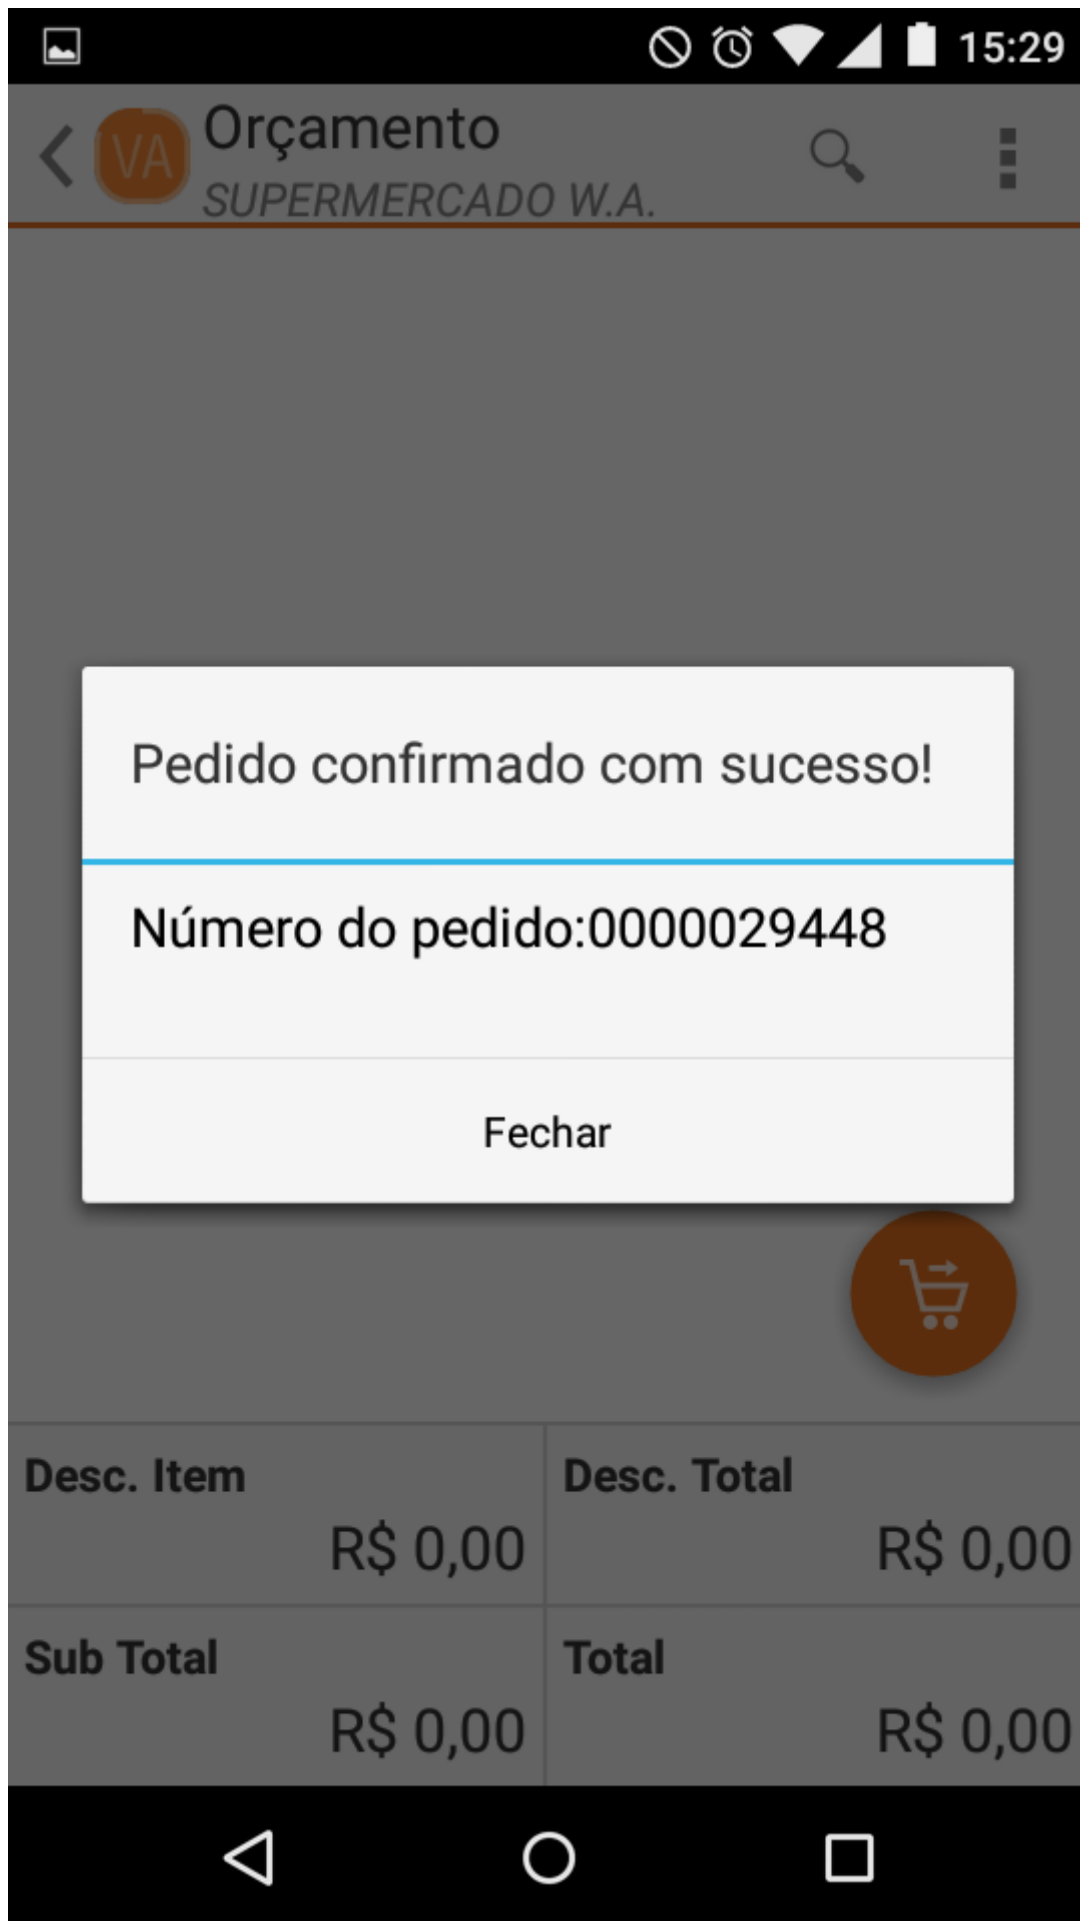 15:29
VA
Orçamento
SUPERMERCADO W.A.
Pedido confirmado com sucesso!
Número do pedido:0000029448
Fechar
Desc. Item
Desc. Total
R$ 0,00
R$ 0,00
Sub Total
Total
R$ 0,00
R$ 0,00